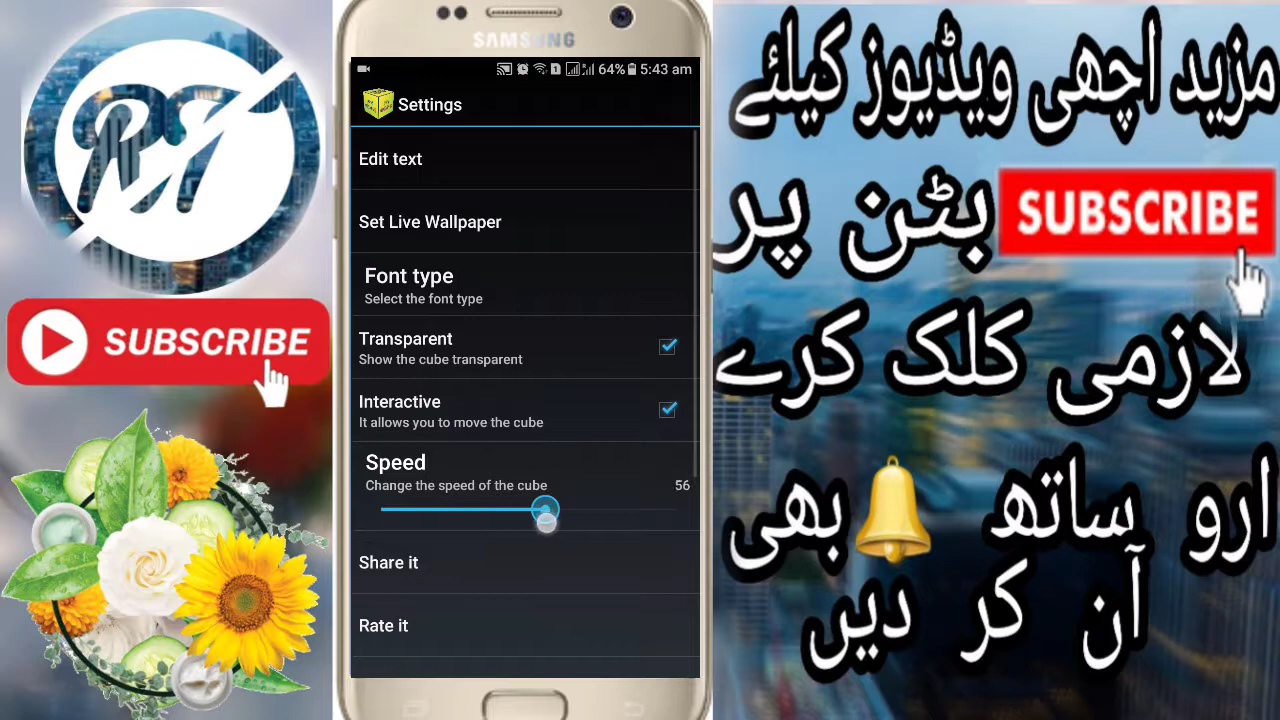 SAMSUNG
64% 5:43 am
Settings
Edit text
Set Live Wallpaper
Font type
Select the font type
Transparent
Show the cube transparent
Interactive
It allows you to move the cube
Speed
Change the speed of the cube
56
Share it
Rate it
SUBSCRIBE
مزید اچھی ویڈیوز کیلئے
SUBSCRIBE بٹن پر
لازمی کلک کرے
ارو ساتھ بھی
آن کر دیں